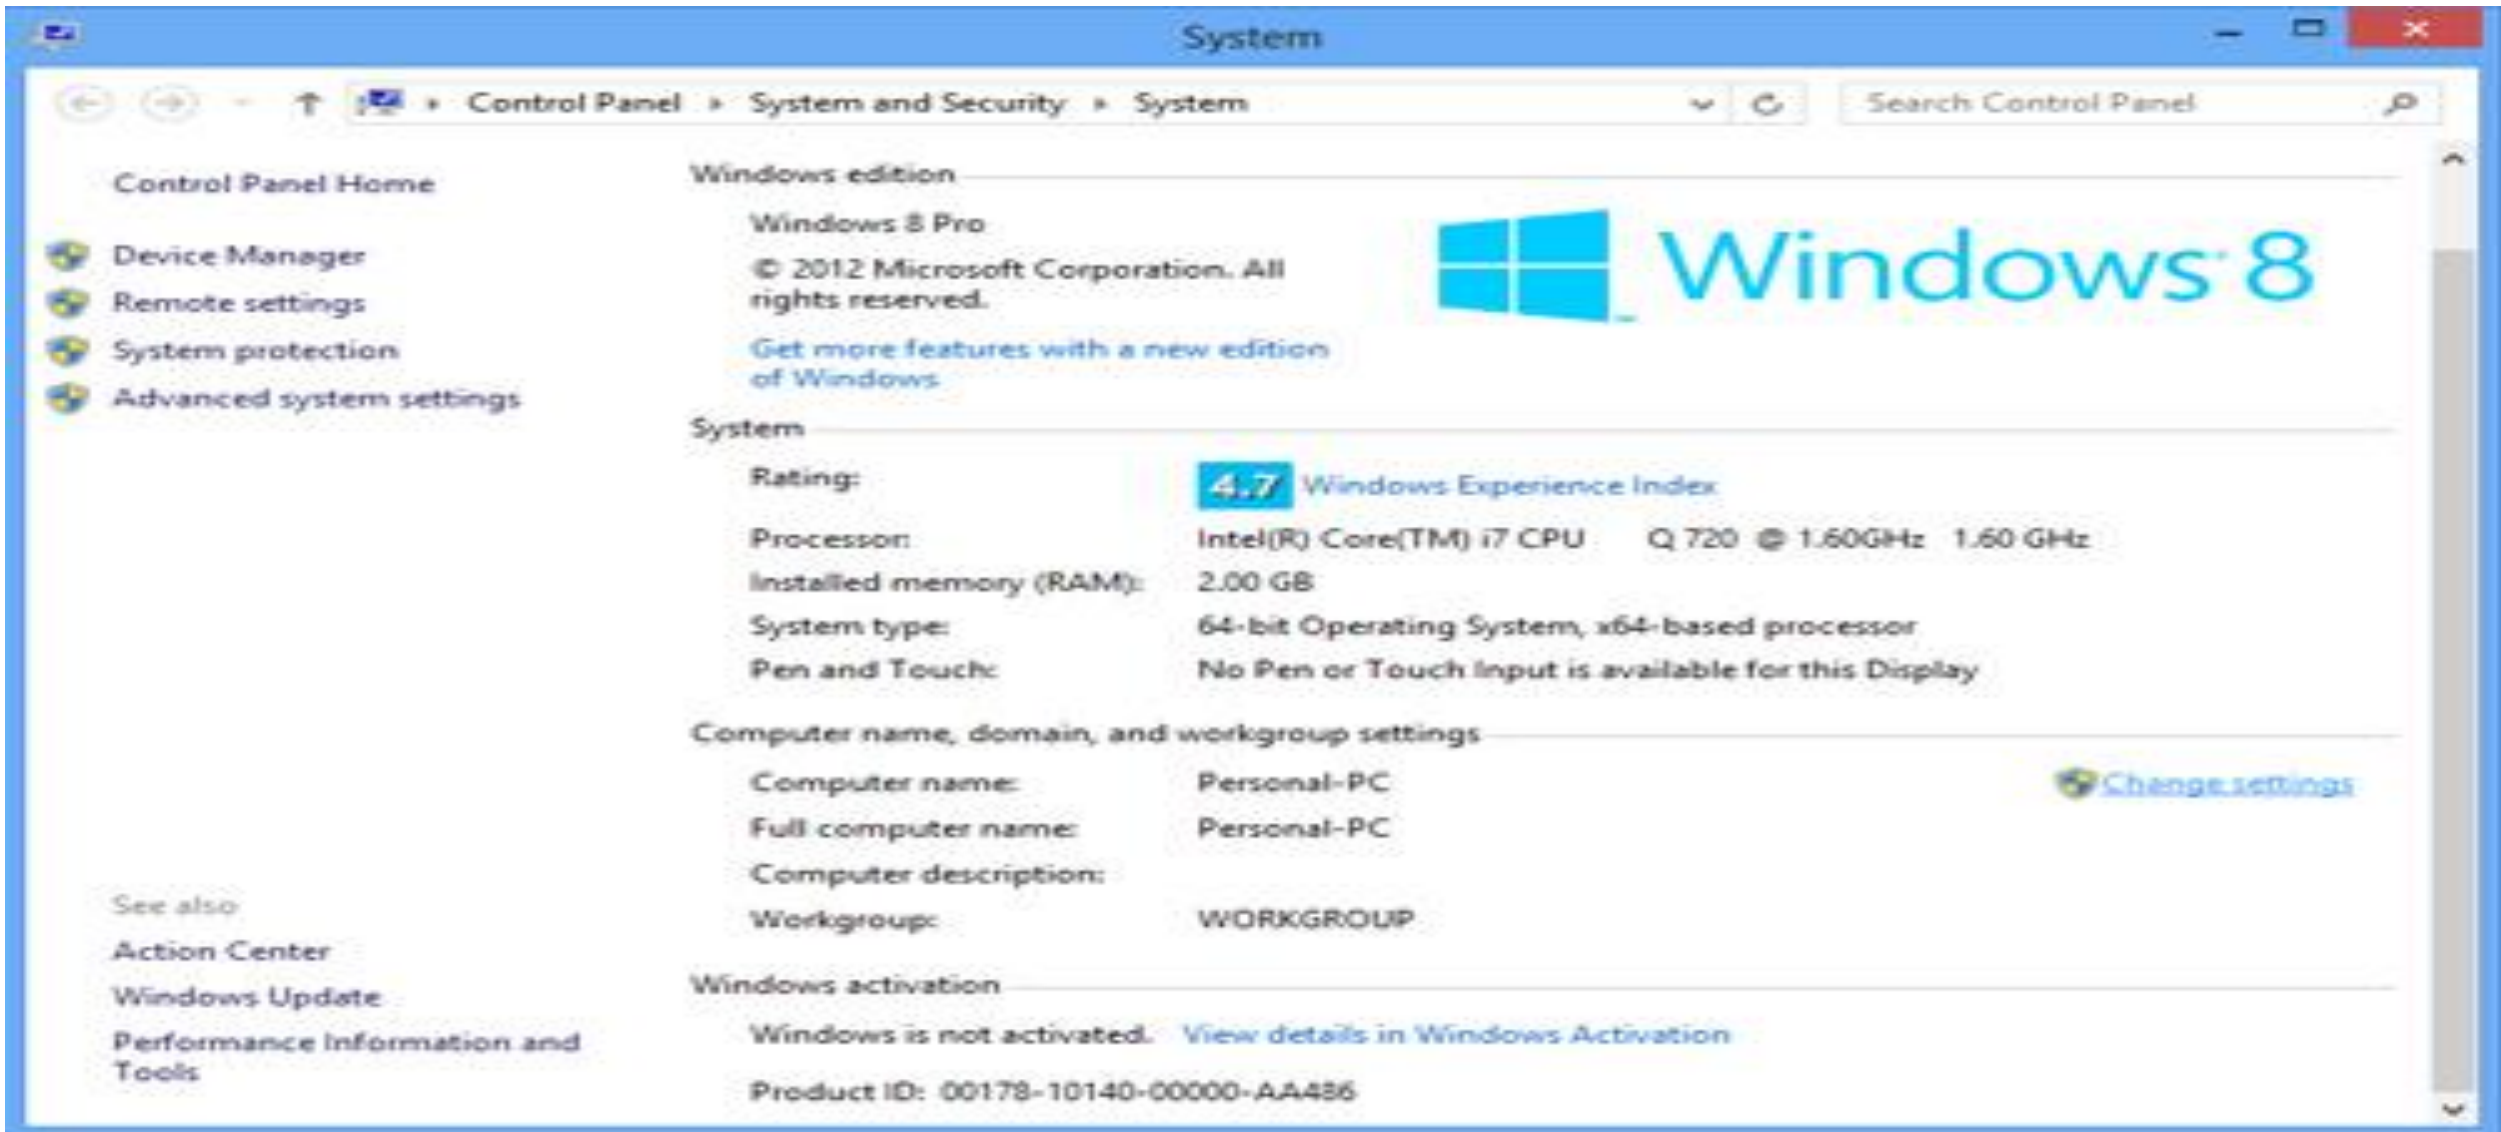 System
Control Panel ▸ System and Security ▸ System
Search Control Panel
Control Panel Home
Device Manager
Remote settings
System protection
Advanced system settings
See also
Action Center
Windows Update
Performance Information and
Tools
Windows edition
Windows 8 Pro
© 2012 Microsoft Corporation. All
rights reserved.
Get more features with a new edition
of Windows
Windows 8
System
Rating: 4.7 Windows Experience Index
Processor: Intel(R) Core(TM) i7 CPU Q 720 @ 1.60GHz 1.60 GHz
Installed memory (RAM): 2.00 GB
System type: 64-bit Operating System, x64-based processor
Pen and Touch: No Pen or Touch Input is available for this Display
Computer name, domain, and workgroup settings
Computer name: Personal-PC
Change settings
Full computer name: Personal-PC
Computer description:
Workgroup: WORKGROUP
Windows activation
Windows is not activated. View details in Windows Activation
Product ID: 00178-10140-00000-AA486